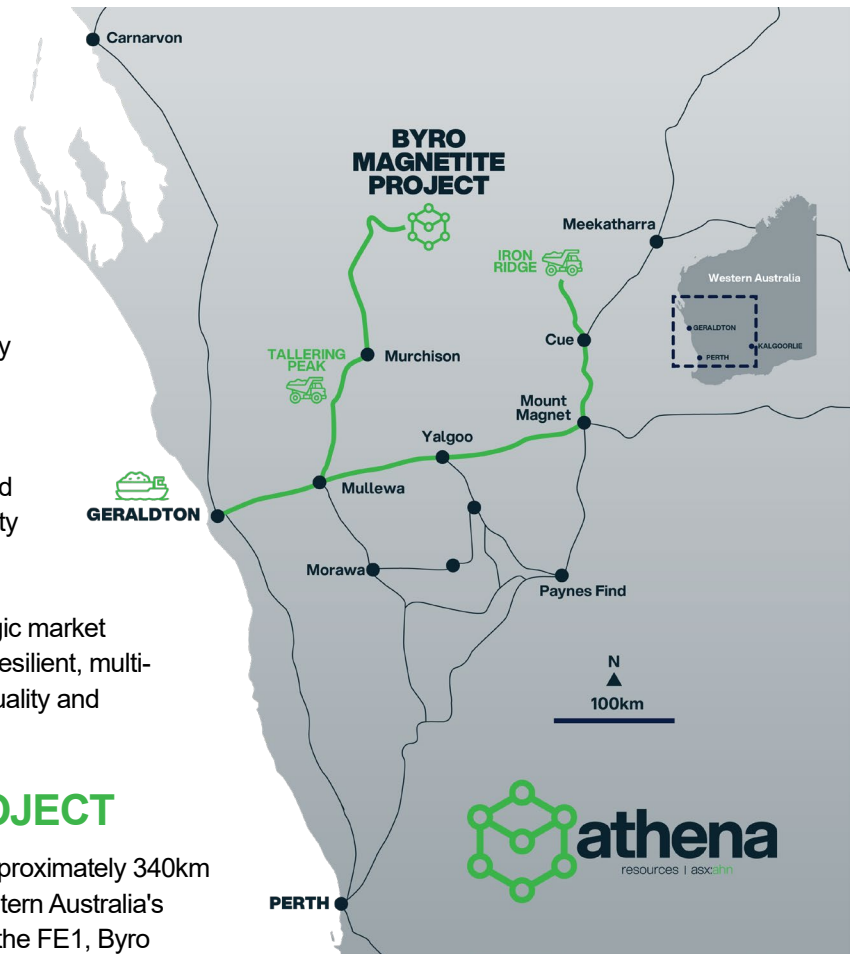 Carnarvon
BYRO
MAGNETITE
PROJECT
Meekatharra
IRON
RIDGE
Western Australia
GERALDTON
KALGOORLIE
PERTH
Cue
TALLERING
PEAK
Murchison
Mount
Magnet
Yalgoo
Mullewa
GERALDTON
Morawa
Paynes Find
N
100km
athena
resources | asx:ahn
PERTH
y
d
ty
gic market
esilient, multi-
uality and
OJECT
proximately 340km
tern Australia's
the FE1, Byro